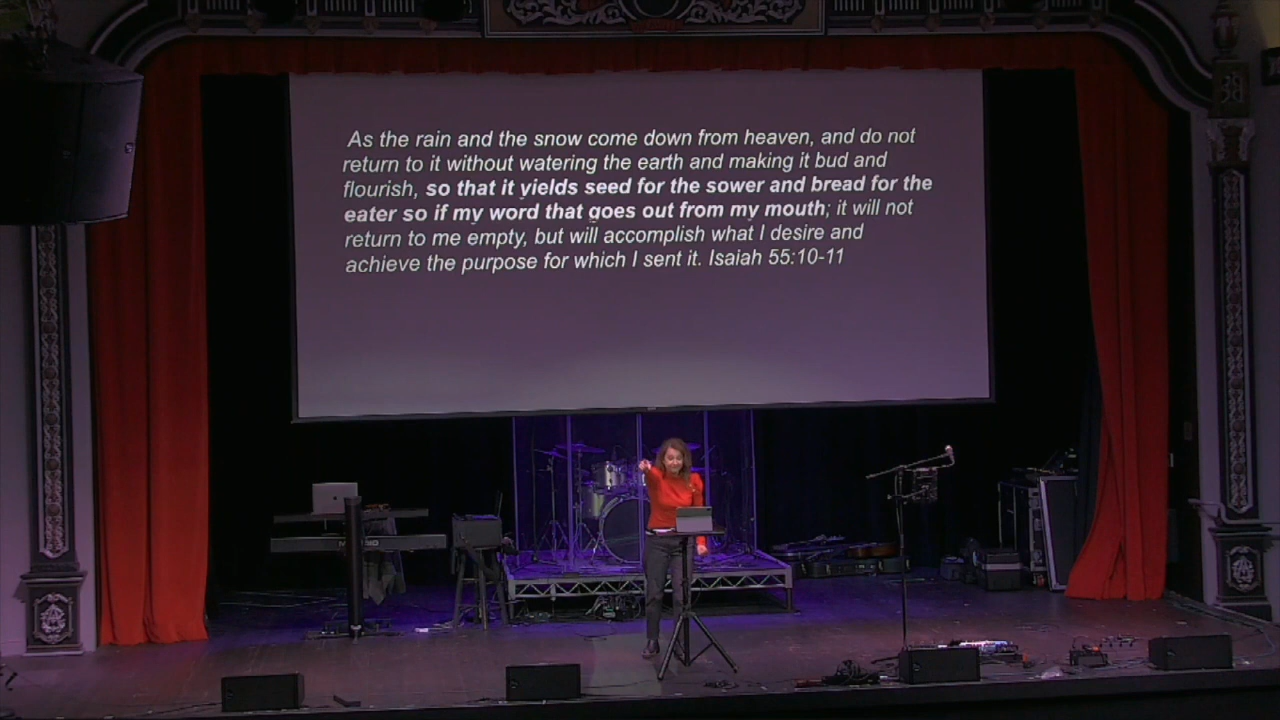 As the rain and the snow come down from heaven, and do not
return to it without watering the earth and making it bud and
flourish, so that it yields seed for the sower and bread for the
eater so if my word that goes out from my mouth; it will not
return to me empty, but will accomplish what I desire and
achieve the purpose for which I sent it. Isaiah 55:10-11